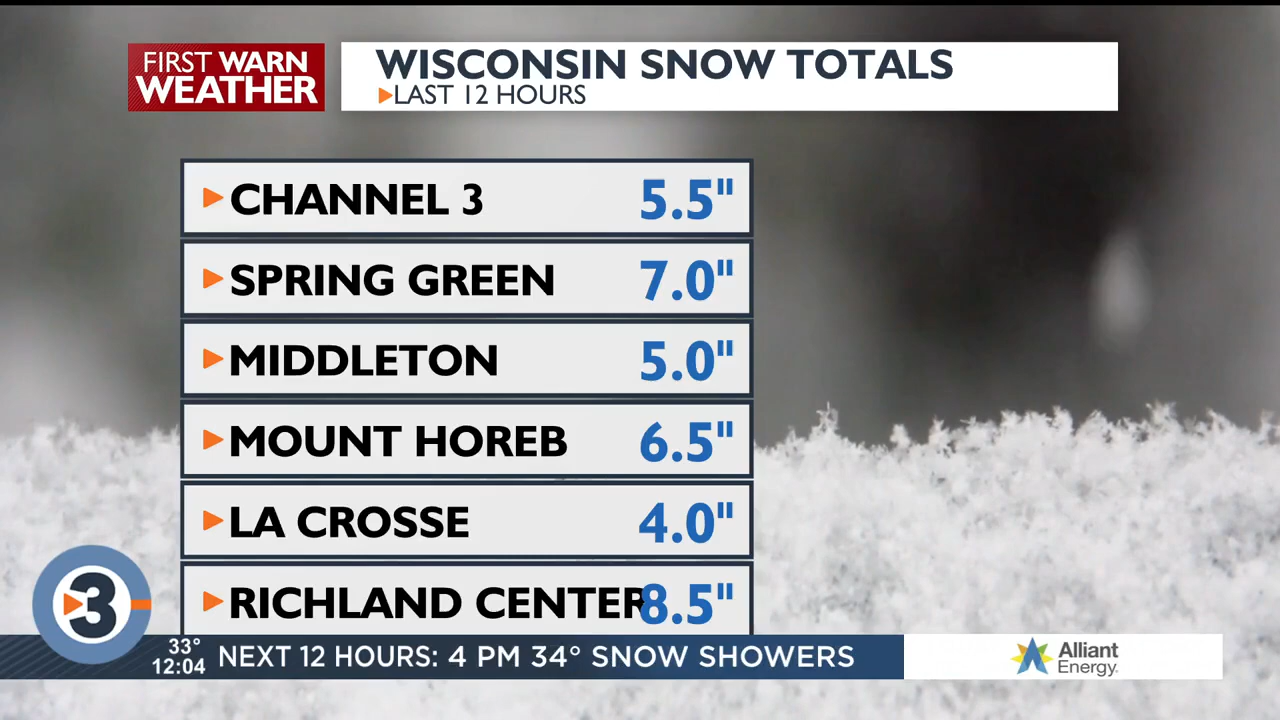 FIRST WARN
WEATHER
WISCONSIN SNOW TOTALS
LAST 12 HOURS
CHANNEL 3 5.5"
SPRING GREEN 7.0"
MIDDLETON 5.0"
MOUNT HOREB 6.5"
LA CROSSE 4.0"
RICHLAND CENTER 8.5"
3
33°
12:04
NEXT 12 HOURS: 4 PM 34° SNOW SHOWERS
Alliant
Energy.